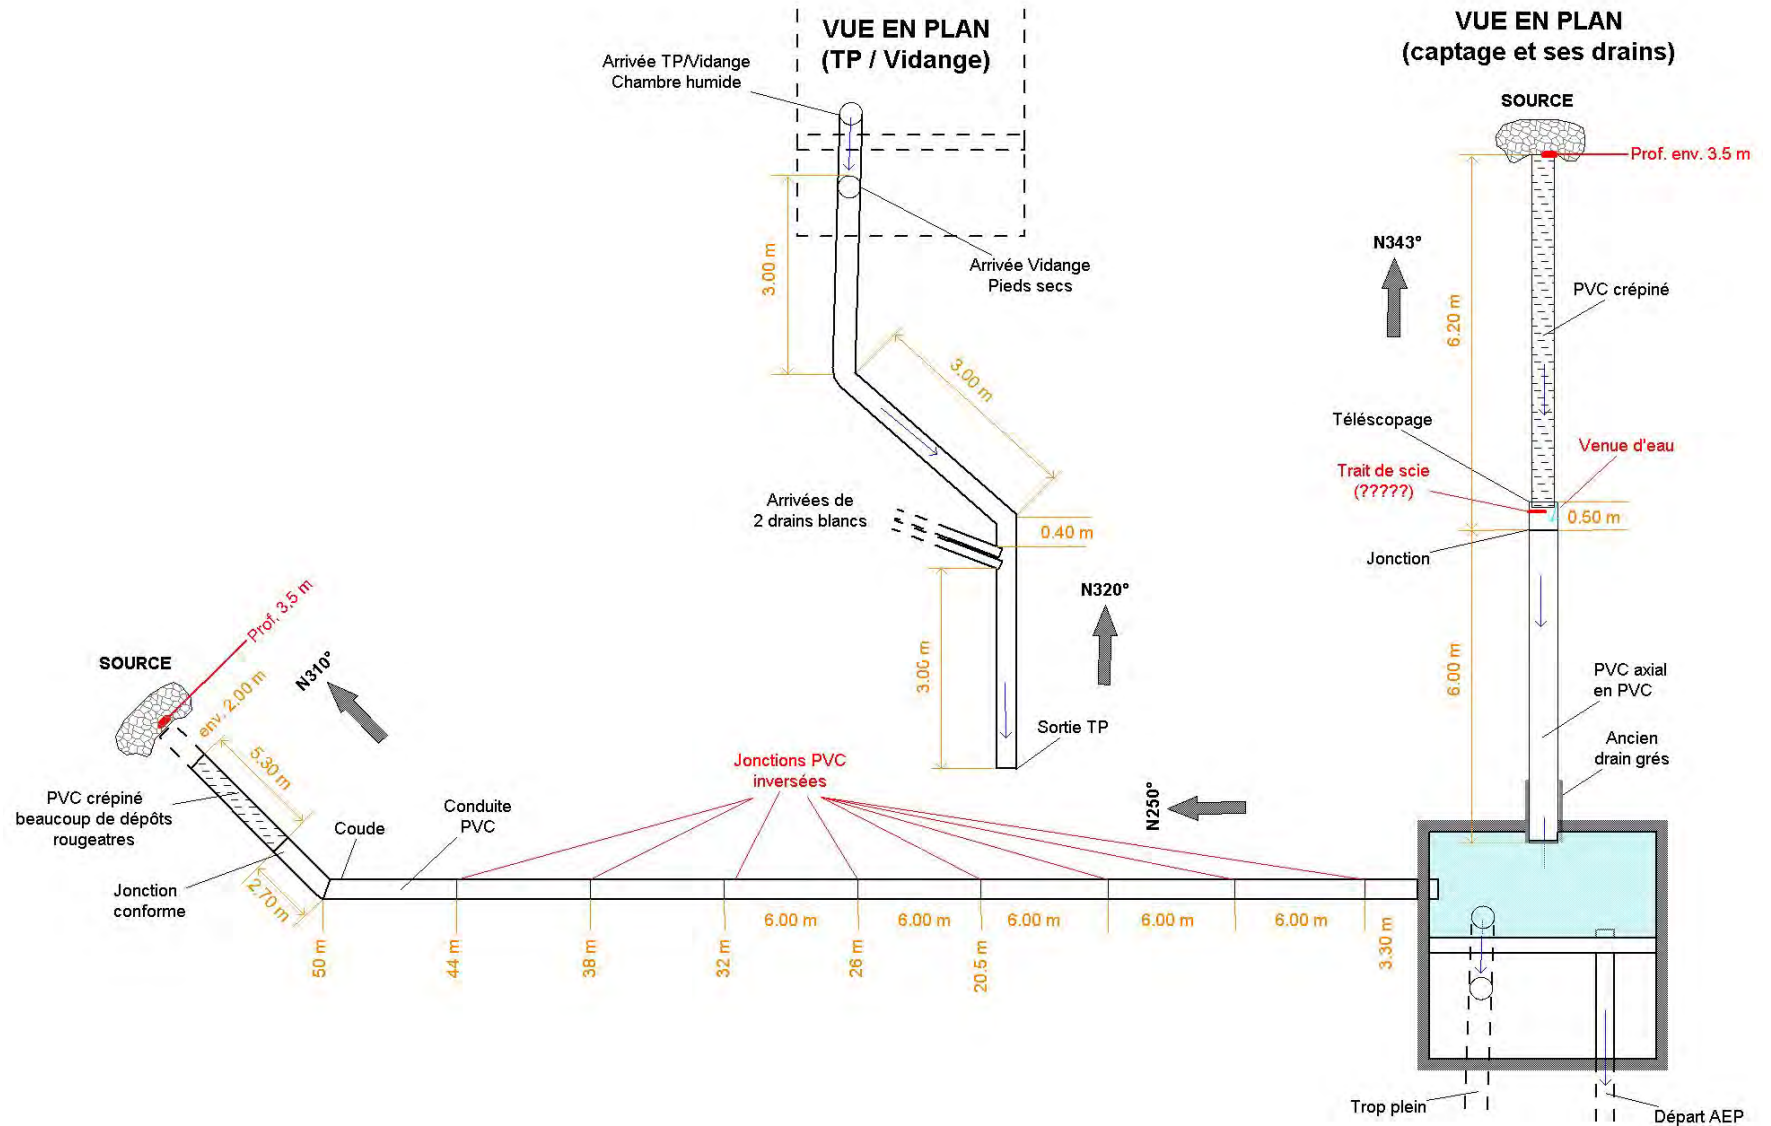 VUE EN PLAN
(TP / Vidange)
Arrivée TP/Vidange
Chambre humide
3.00 m
Arrivée Vidange
Pieds secs
3.00 m
Arrivées de
2 drains blancs
0.40 m
N320°
3.00 m
Sortie TP
VUE EN PLAN
(captage et ses drains)
SOURCE
Prof. env. 3.5 m
N343°
PVC crépiné
6.20 m
Téléscopage
Venue d'eau
Trait de scie
(?????)
0.50 m
Jonction
6.00 m
PVC axial
en PVC
Ancien
drain grés
SOURCE
Prof. 3.5 m
N310°
env. 2.00 m
5.30 m
PVC crépiné
beaucoup de dépôts
rougeatres
Coude
Conduite
PVC
Jonctions PVC
inversées
N250°
Jonction
conforme
2.70 m
6.00 m
6.00 m
6.00 m
6.00 m
6.00 m
50 m
44 m
38 m
32 m
26 m
20.5 m
3.30 m
Trop plein
Départ AEP